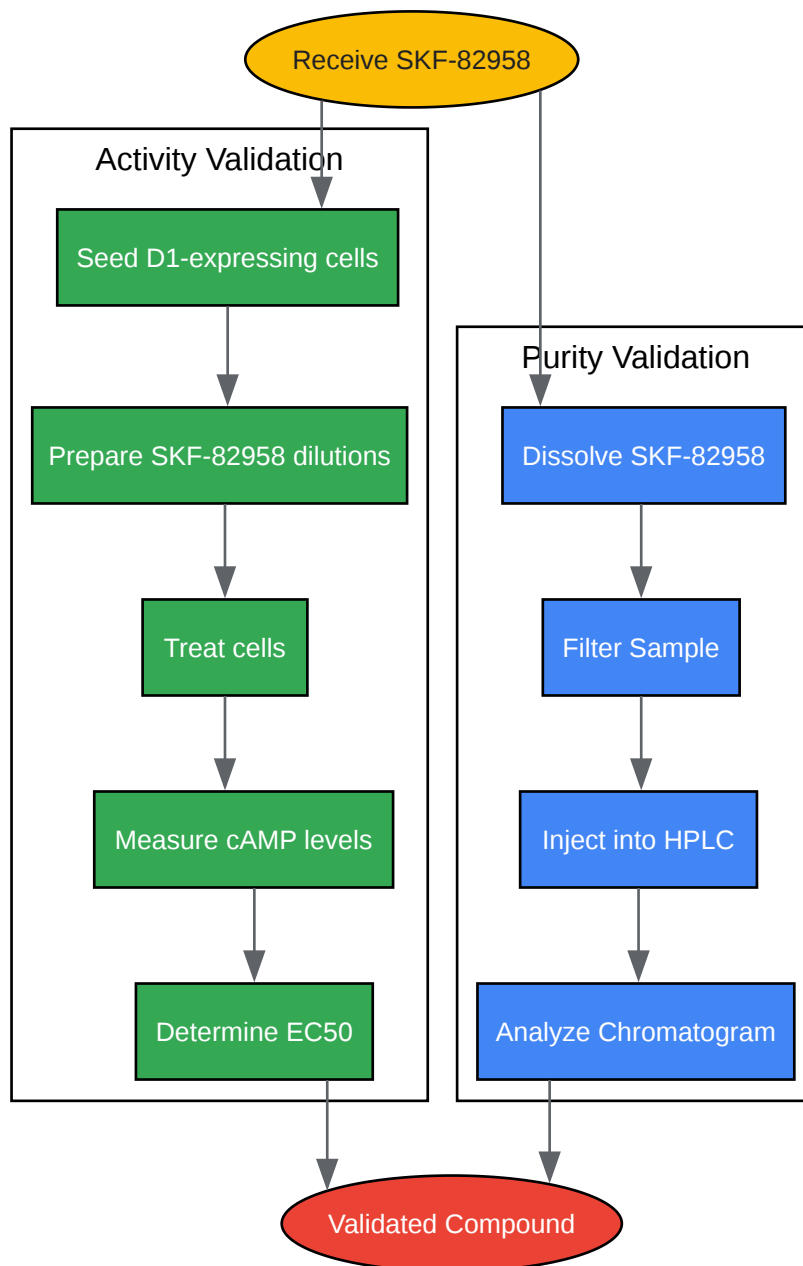 Receive SKF-82958
Activity Validation
Seed D1-expressing cells
Prepare SKF-82958 dilutions
Treat cells
Measure cAMP levels
Determine EC50
Purity Validation
Dissolve SKF-82958
Filter Sample
Inject into HPLC
Analyze Chromatogram
Validated Compound